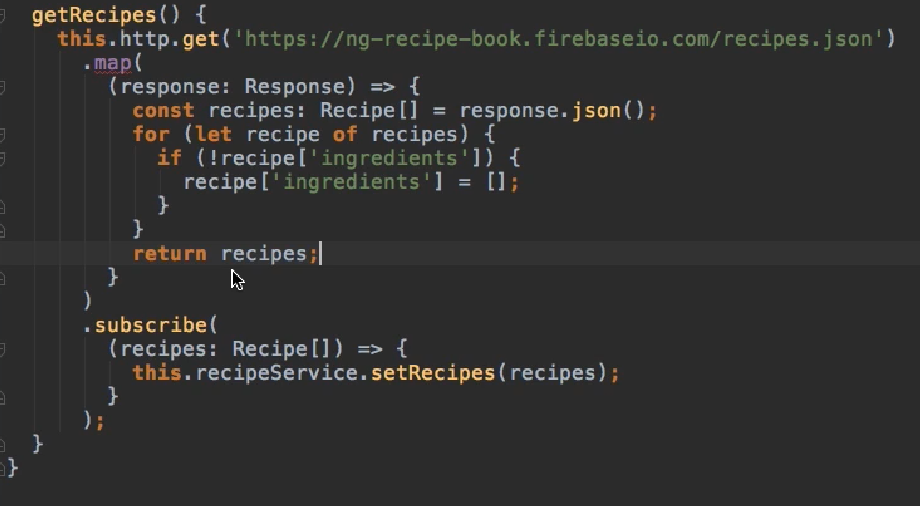 getRecipes() {
this.http.get('https://ng-recipe-book.firebaseio.com/recipes.json')
.map(
(response: Response) => {
const recipes: Recipe[] = response.json();
for (let recipe of recipes) {
if (!recipe['ingredients']) {
recipe['ingredients'] = [];
}
}
return recipes;
}
)
.subscribe(
(recipes: Recipe[]) => {
this.recipeService.setRecipes(recipes);
}
);
}
}